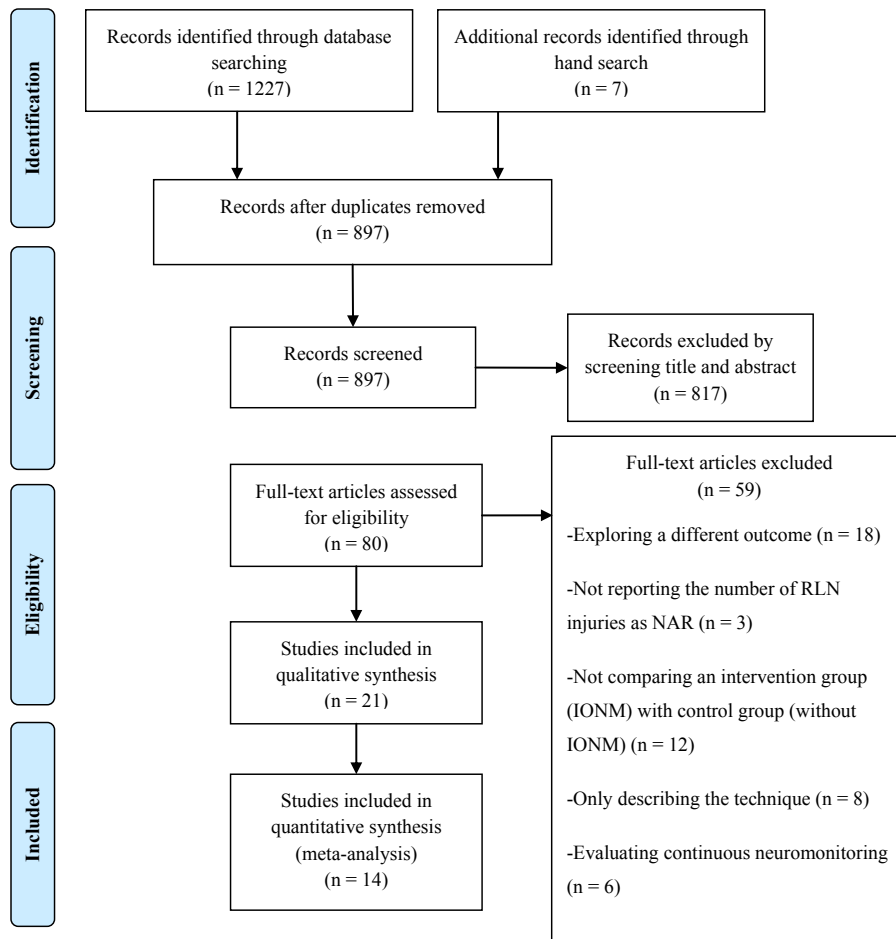 Identification
Records identified through database
searching
(n = 1227)
Additional records identified through
hand search
(n = 7)
Records after duplicates removed
(n = 897)
Screening
Records screened
(n = 897)
Records excluded by
screening title and abstract
(n = 817)
Eligibility
Full-text articles assessed
for eligibility
(n = 80)
Full-text articles excluded
(n = 59)
-Exploring a different outcome (n = 18)
-Not reporting the number of RLN
injuries as NAR (n = 3)
-Not comparing an intervention group
(IONM) with control group (without
IONM) (n = 12)
-Only describing the technique (n = 8)
-Evaluating continuous neuromonitoring
(n = 6)
Studies included in
qualitative synthesis
(n = 21)
Included
Studies included in
quantitative synthesis
(meta-analysis)
(n = 14)